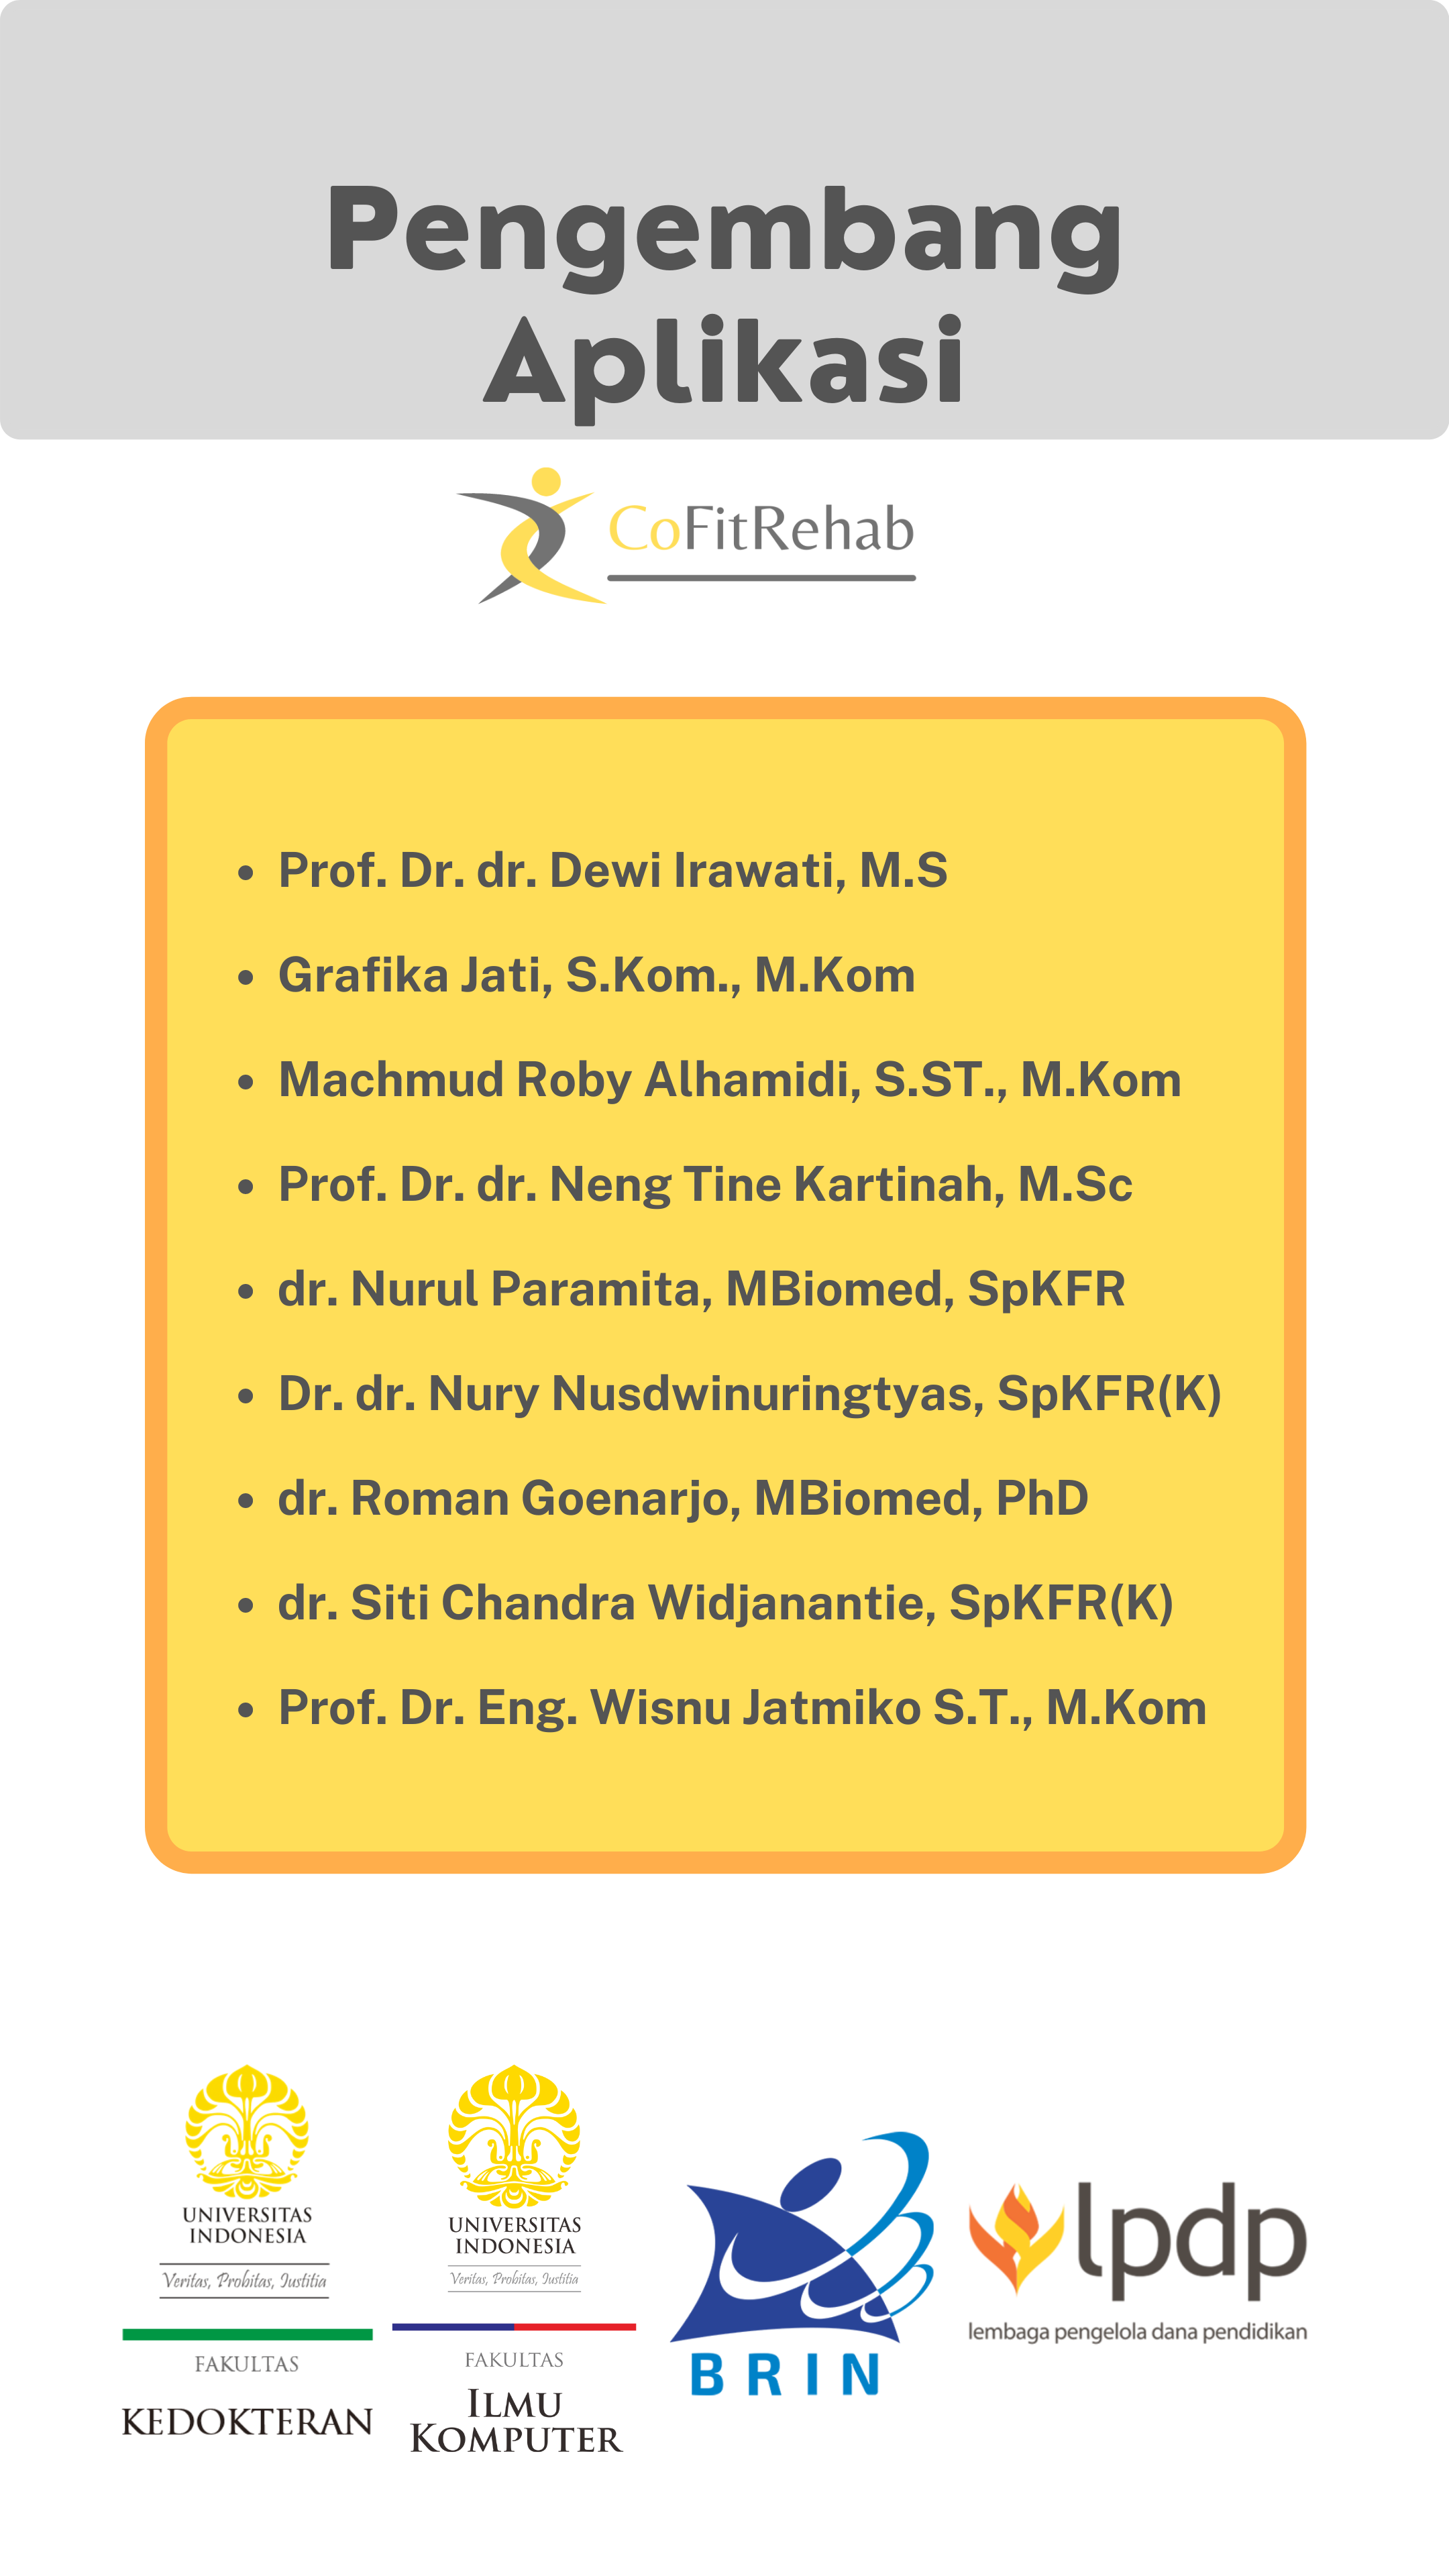 Pengembang
Aplikasi
CoFitRehab
• Prof. Dr. dr. Dewi Irawati, M.S
• Grafika Jati, S.Kom., M.Kom
• Machmud Roby Alhamidi, S.ST., M.Kom
• Prof. Dr. dr. Neng Tine Kartinah, M.Sc
• dr. Nurul Paramita, MBiomed, SpKFR
• Dr. dr. Nury Nusdwinuringtyas, SpKFR(K)
• dr. Roman Goenarjo, MBiomed, PhD
• dr. Siti Chandra Widjanantie, SpKFR(K)
• Prof. Dr. Eng. Wisnu Jatmiko S.T., M.Kom
UNIVERSITAS
INDONESIA
Veritas, Probitas, Iustitia
FAKULTAS
KEDOKTERAN
UNIVERSITAS
INDONESIA
Veritas, Probitas, Iustitia
FAKULTAS
ILMU
KOMPUTER
BRIN
lpdp
lembaga pengelola dana pendidikan